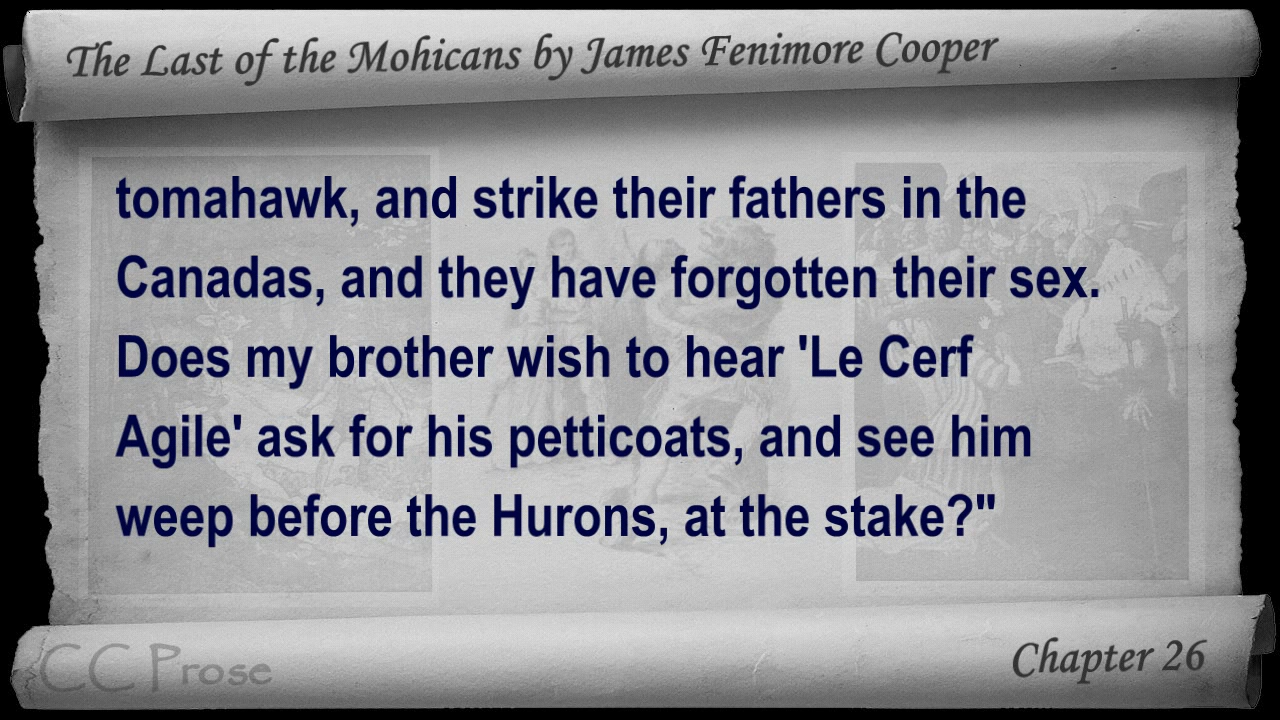 The Last of the Mohicans by James Fenimore Cooper
tomahawk, and strike their fathers in the
Canadas, and they have forgotten their sex.
Does my brother wish to hear 'Le Cerf
Agile' ask for his petticoats, and see him
weep before the Hurons, at the stake?"
CC Prose
Chapter 26